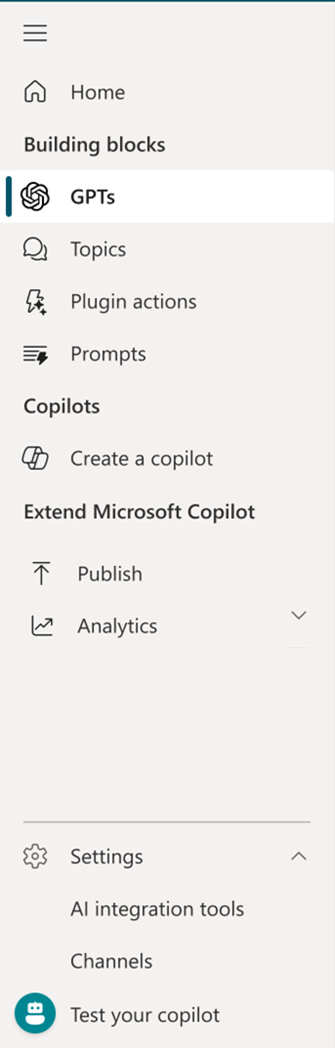 Home
Building blocks
GPTs
Topics
Plugin actions
Prompts
Copilots
Create a copilot
Extend Microsoft Copilot
Publish
Analytics
Settings
AI integration tools
Channels
Test your copilot